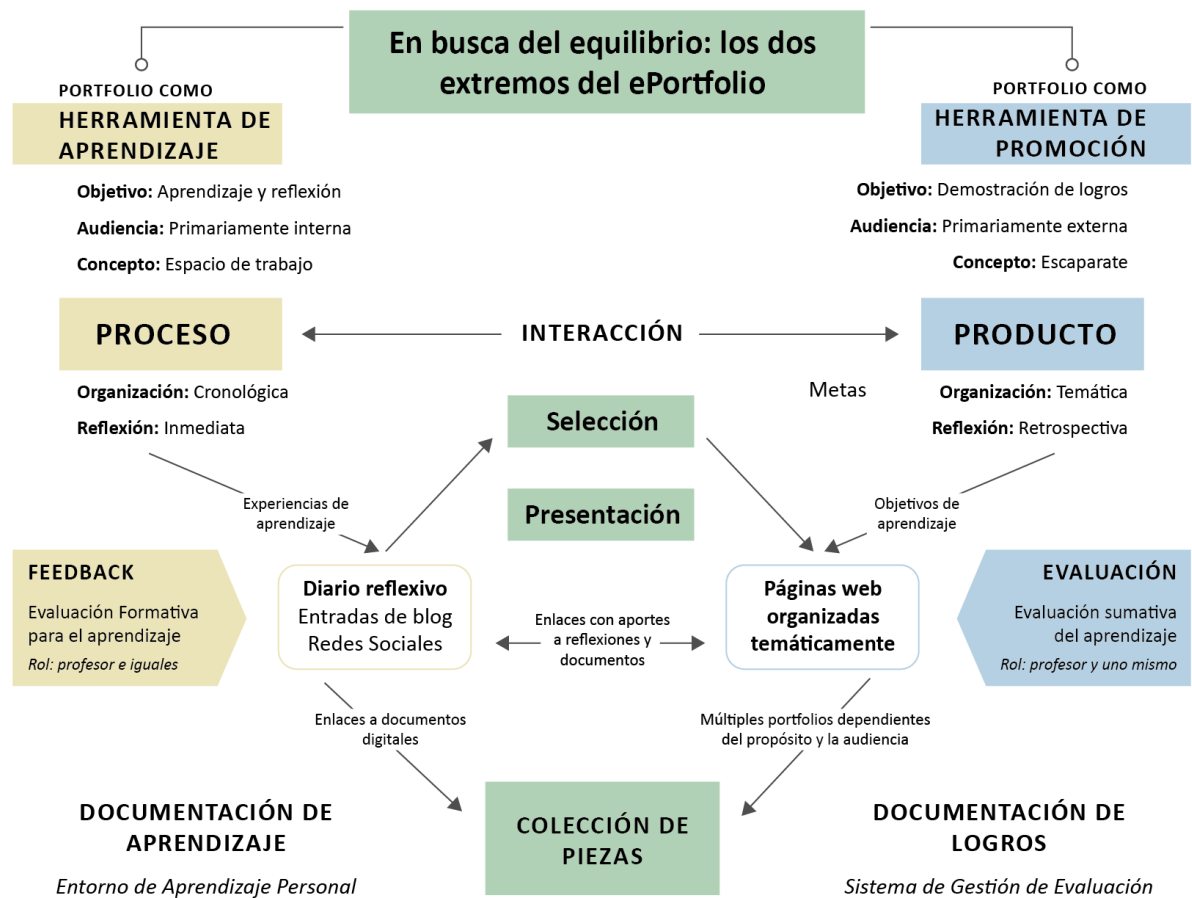 En busca del equilibrio: los dos
extremos del ePortfolio
PORTFOLIO COMO
HERRAMIENTA DE
APRENDIZAJE
Objetivo: Aprendizaje y reflexión
Audiencia: Primariamente interna
Concepto: Espacio de trabajo
PORTFOLIO COMO
HERRAMIENTA DE
PROMOCIÓN
Objetivo: Demostración de logros
Audiencia: Primariamente externa
Concepto: Escaparate
PROCESO
INTERACCIÓN
PRODUCTO
Organización: Cronológica
Reflexión: Inmediata
Metas
Organización: Temática
Reflexión: Retrospectiva
Selección
Presentación
Experiencias de
aprendizaje
Objetivos de
aprendizaje
FEEDBACK
Evaluación Formativa
para el aprendizaje
Rol: profesor e iguales
Diario reflexivo
Entradas de blog
Redes Sociales
Enlaces con aportes
a reflexiones y
documentos
Páginas web
organizadas
temáticamente
EVALUACIÓN
Evaluación sumativa
del aprendizaje
Rol: profesor y uno mismo
Enlaces a documentos
digitales
Múltiples portfolios dependientes
del propósito y la audiencia
DOCUMENTACIÓN DE
APRENDIZAJE
Entorno de Aprendizaje Personal
COLECCIÓN DE
PIEZAS
DOCUMENTACIÓN DE
LOGROS
Sistema de Gestión de Evaluación